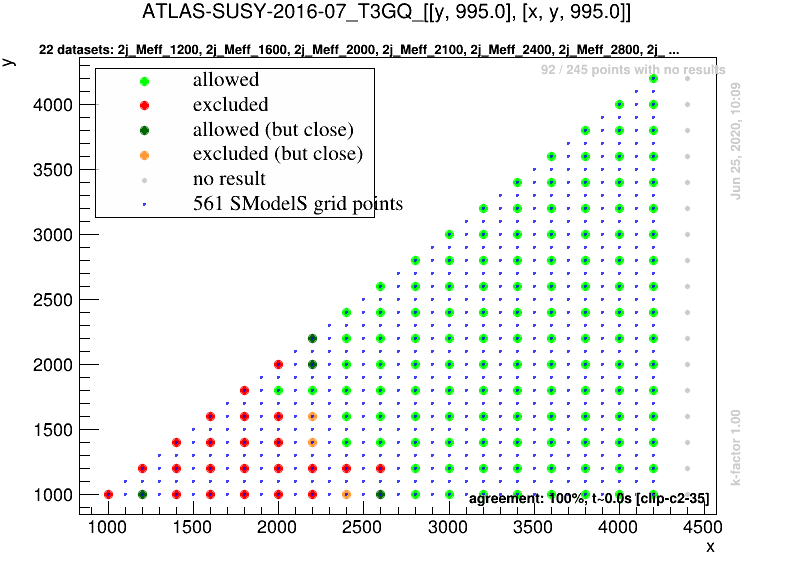 ATLAS-SUSY-2016-07_T3GQ_[[y, 995.0], [x, y, 995.0]]
22 datasets: 2j_Meff_1200, 2j_Meff_1600, 2j_Meff_2000, 2j_Meff_2100, 2j_Meff_2400, 2j_Meff_2800, 2j_ ...
y
92 / 245 points with no results
allowed
excluded
allowed (but close)
excluded (but close)
no result
561 SModelS grid points
Jun 25, 2020, 10:09
4000
3500
3000
2500
2000
1500
1000
k-factor 1.00
agreement: 100%, t~0.0s [clip-c2-35]
1000 1500 2000 2500 3000 3500 4000 4500
x